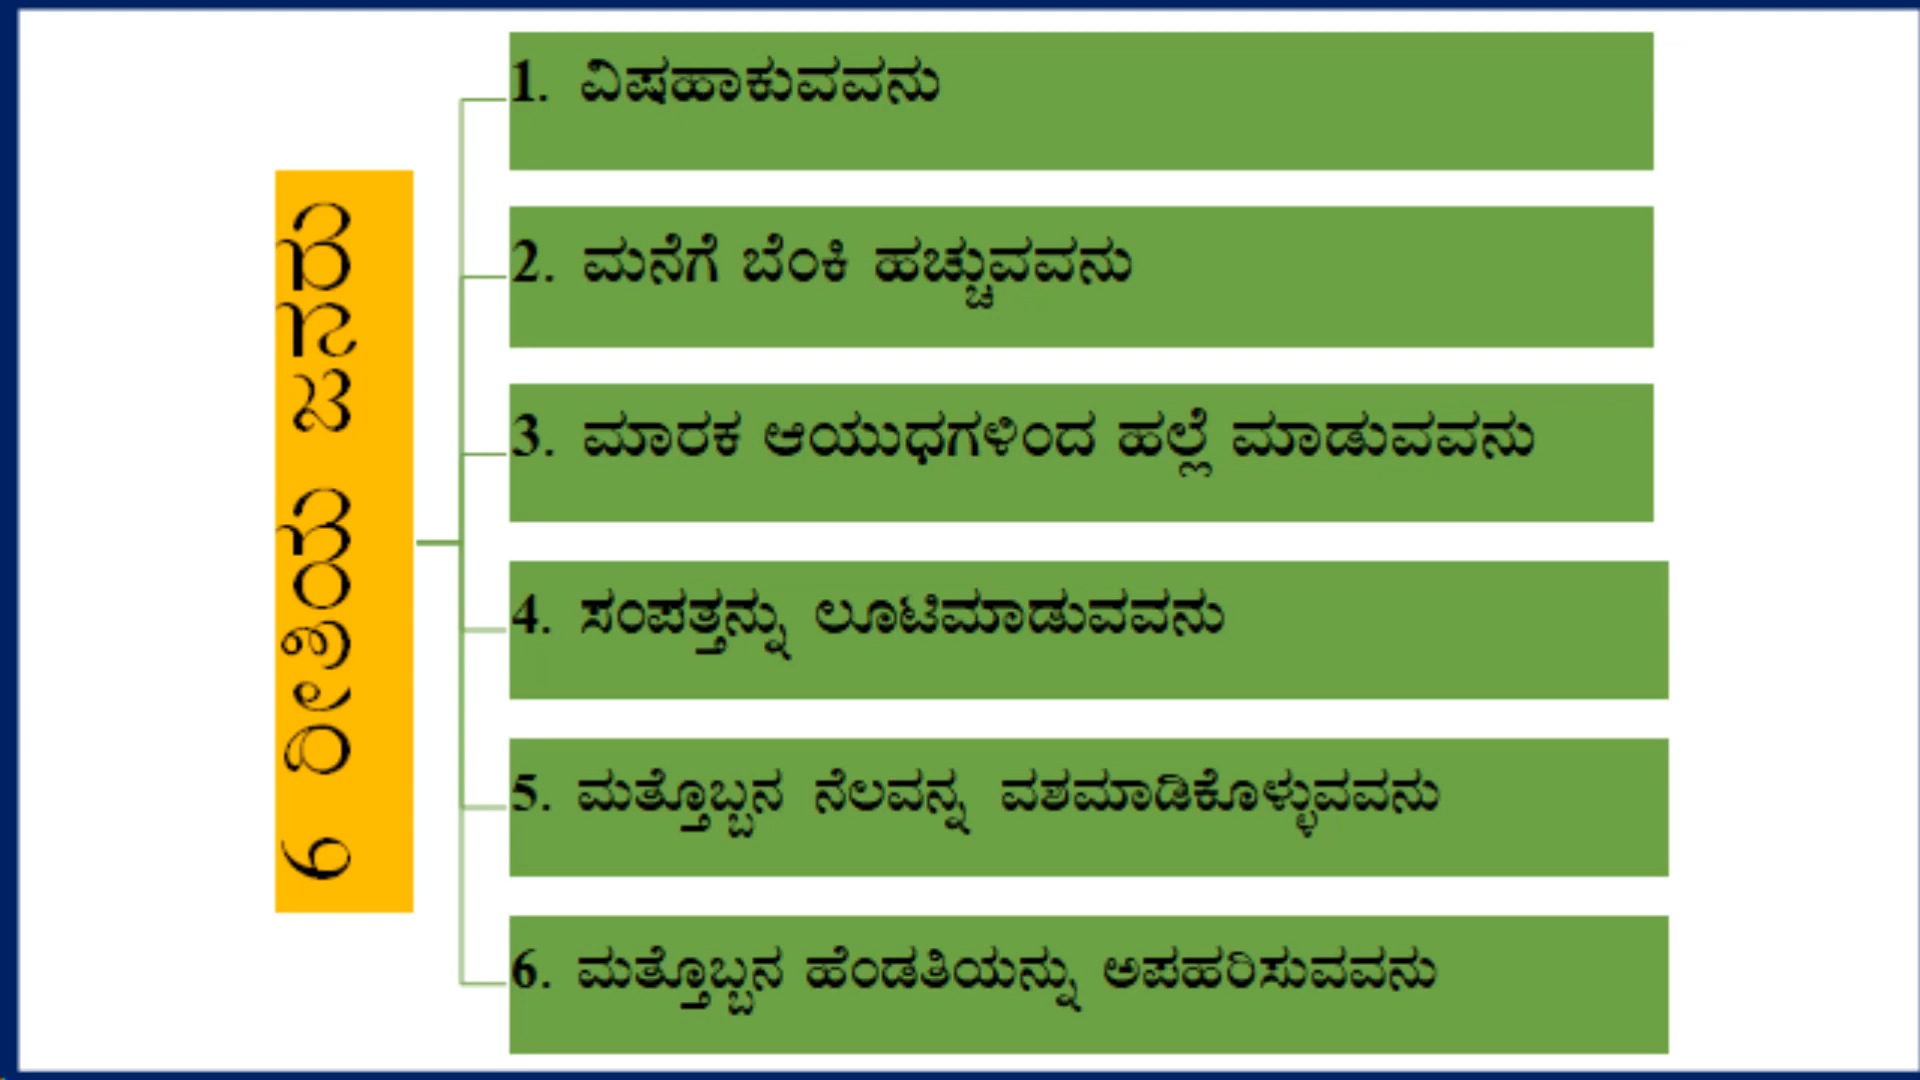 6 ರೀತಿಯ
1. ವಿಷಹಾಕುವವನು
2. ಮನೆಗೆ ಬೆಂಕಿ ಹಚ್ಚುವವನು
3. ಮಾರಕ ಆಯುಧಗಳಿಂದ ಹಲ್ಲೆ ಮಾಡುವವನು
4. ಸಂಪತ್ತನ್ನು ಲೂಟಿಮಾಡುವವನು
5. ಮತ್ತೊಬ್ಬನ ನೆಲವನ್ನ ವಶಮಾಡಿಕೊಳ್ಳುವವನು
6. ಮತ್ತೊಬ್ಬನ ಹೆಂಡತಿಯನ್ನು ಅಪಹರಿಸುವವನು